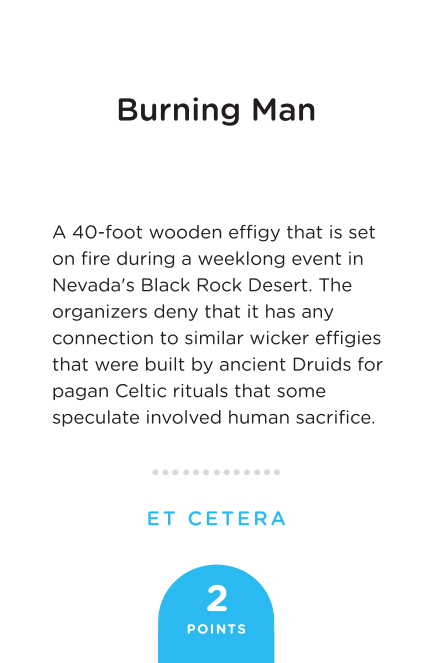 Burning Man
A 40-foot wooden effigy that is set
on fire during a weeklong event in
Nevada's Black Rock Desert. The
organizers deny that it has any
connection to similar wicker effigies
that were built by ancient Druids for
pagan Celtic rituals that some
speculate involved human sacrifice.
ET CETERA
2
POINTS